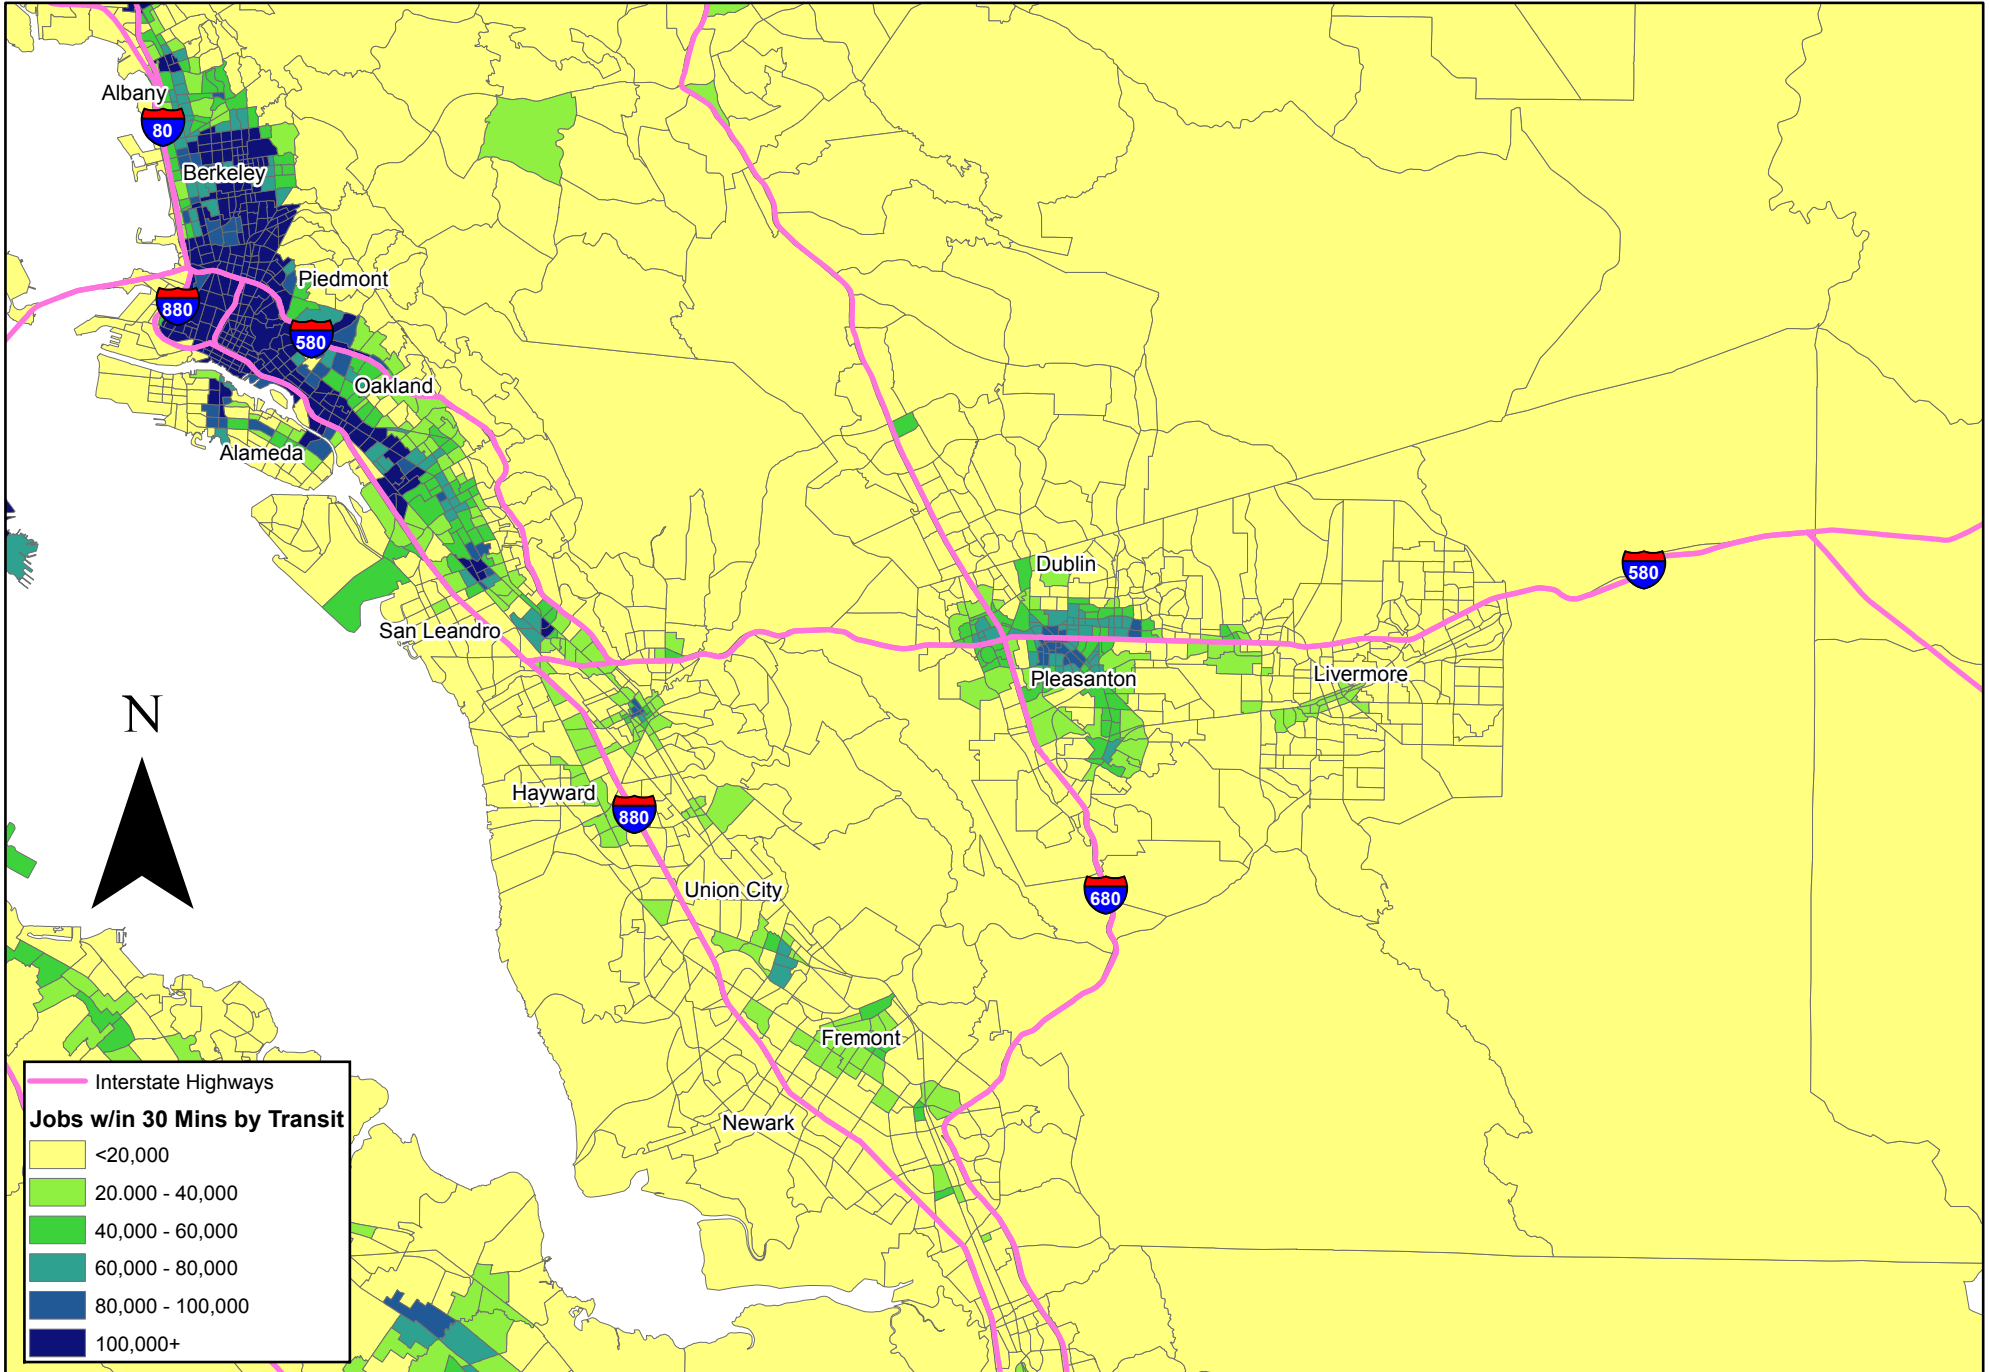 Albany
80
Berkeley
Piedmont
880
580
Oakland
Alameda
Dublin
580
San Leandro
Livermore
Pleasanton
N
Hayward
880
Union City
680
Fremont
Newark
Interstate Highways
Jobs w/in 30 Mins by Transit
<20,000
20.000 - 40,000
40,000 - 60,000
60,000 - 80,000
80,000 - 100,000
100,000+